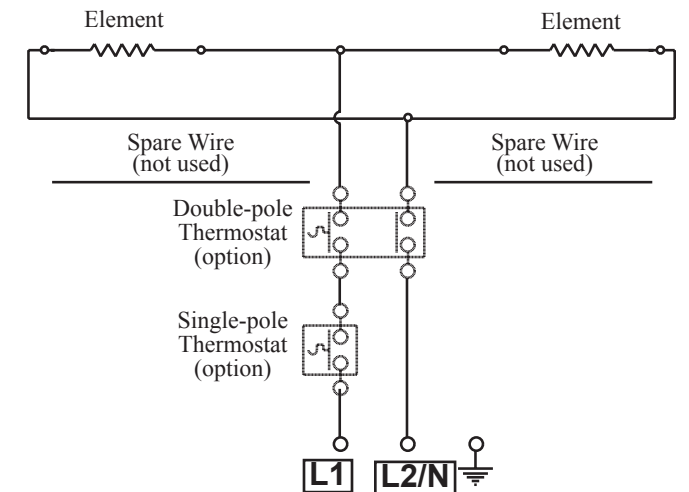 Element
Element
Spare Wire
(not used)
Spare Wire
(not used)
Double-pole
Thermostat
(option)
Single-pole
Thermostat
(option)
L1
L2/N